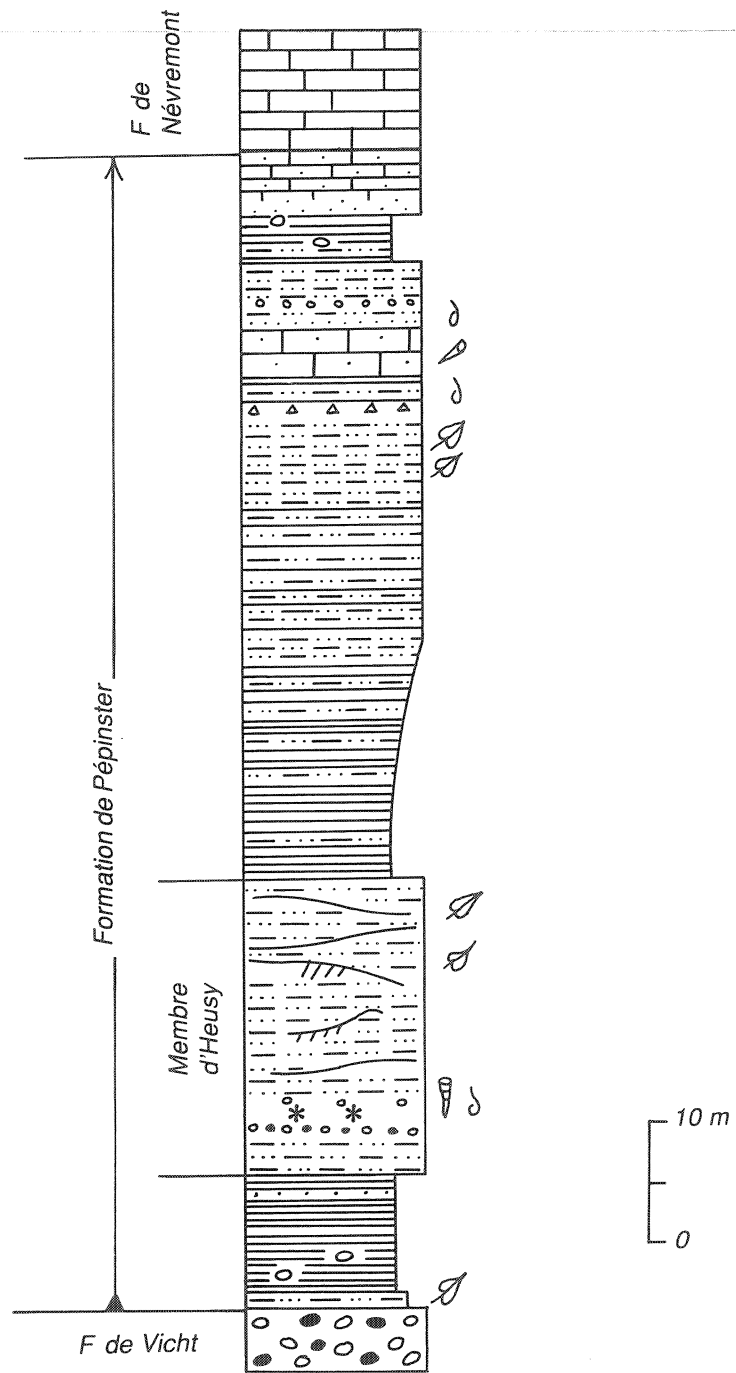 F de
Névremont
Formation de Pépinster
Membre
d'Heusy
10 m
0
F de Vicht